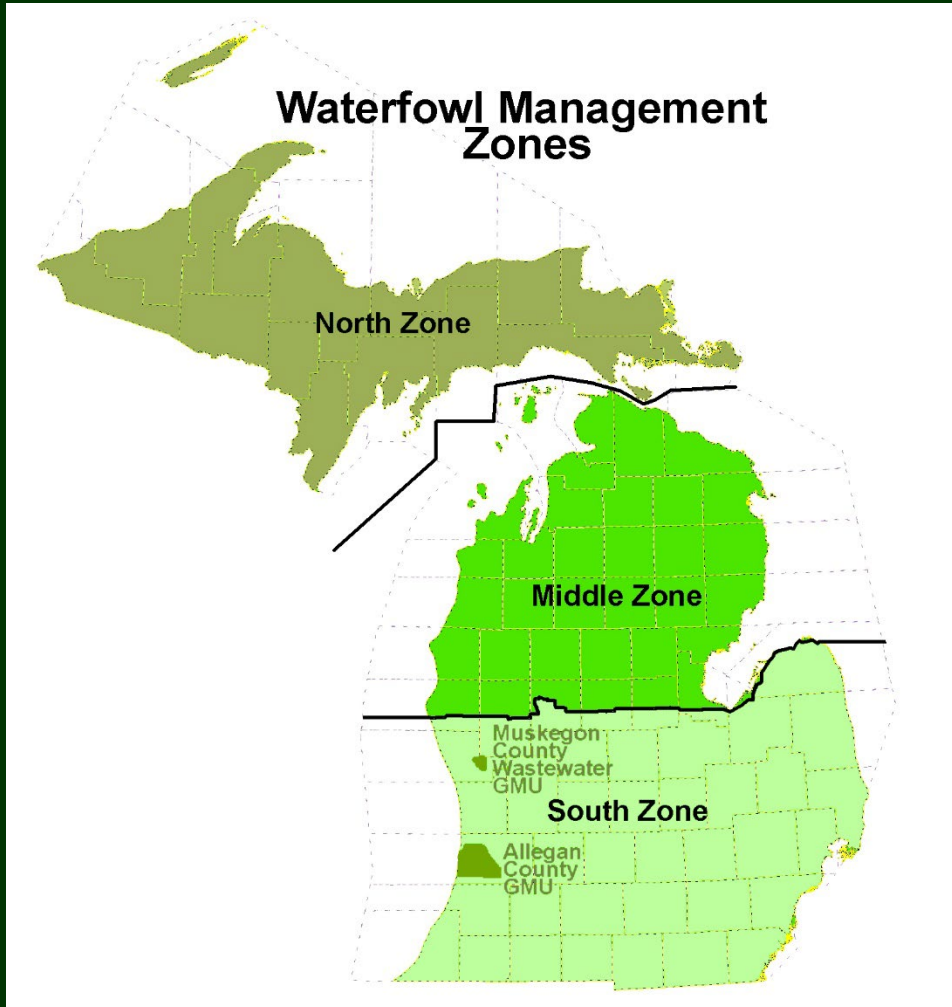 Waterfowl Management
Zones
North Zone
Middle Zone
Muskegon
County
Wastewater
GMU
South Zone
Allegan
County
GMU